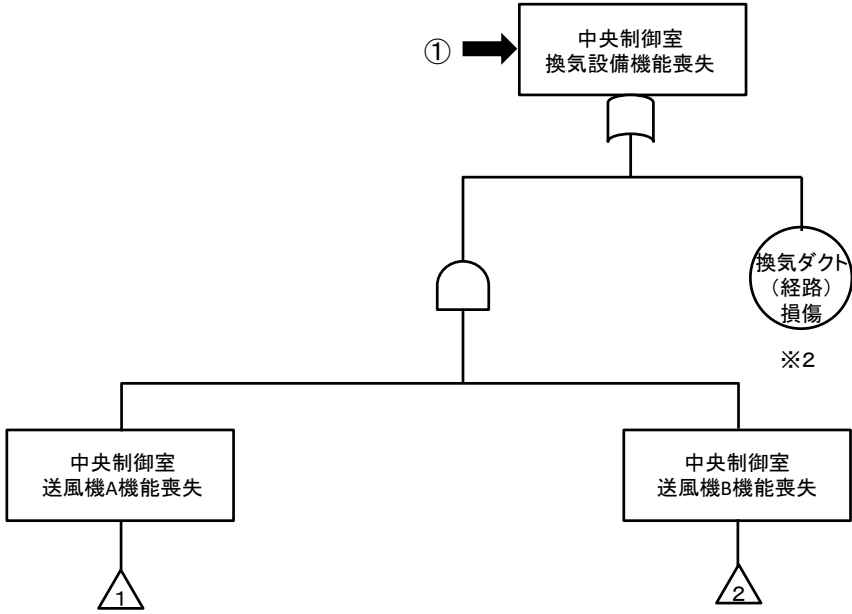 ①
中央制御室
換気設備機能喪失
換気ダクト
（経路）
損傷
※2
中央制御室
送風機A機能喪失
中央制御室
送風機B機能喪失
1
2